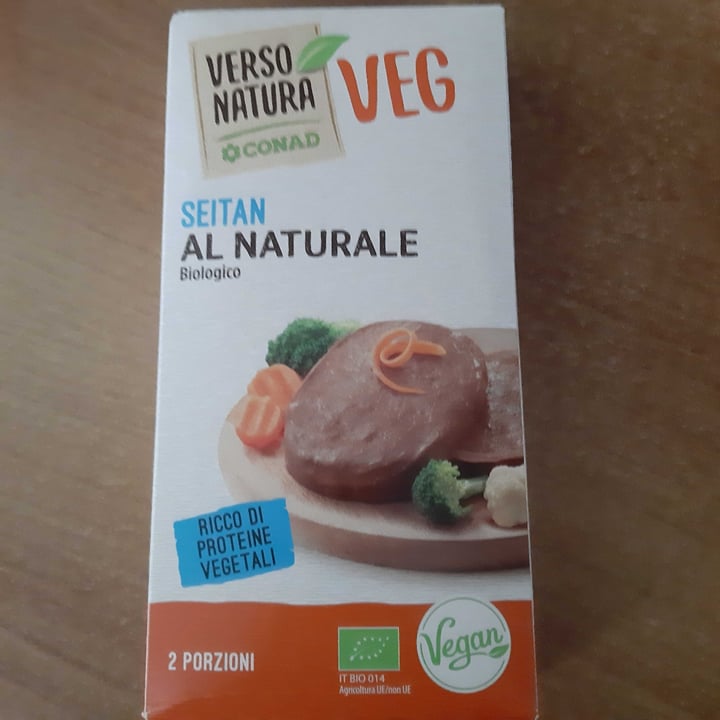 VERSO
NATURA
CONAD
VEG
SEITAN
AL NATURALE
Biologico
RICCO DI
PROTEINE
VEGETALI
2 PORZIONI
IT BIO 014
Agricoltura UE/non UE
Vegan